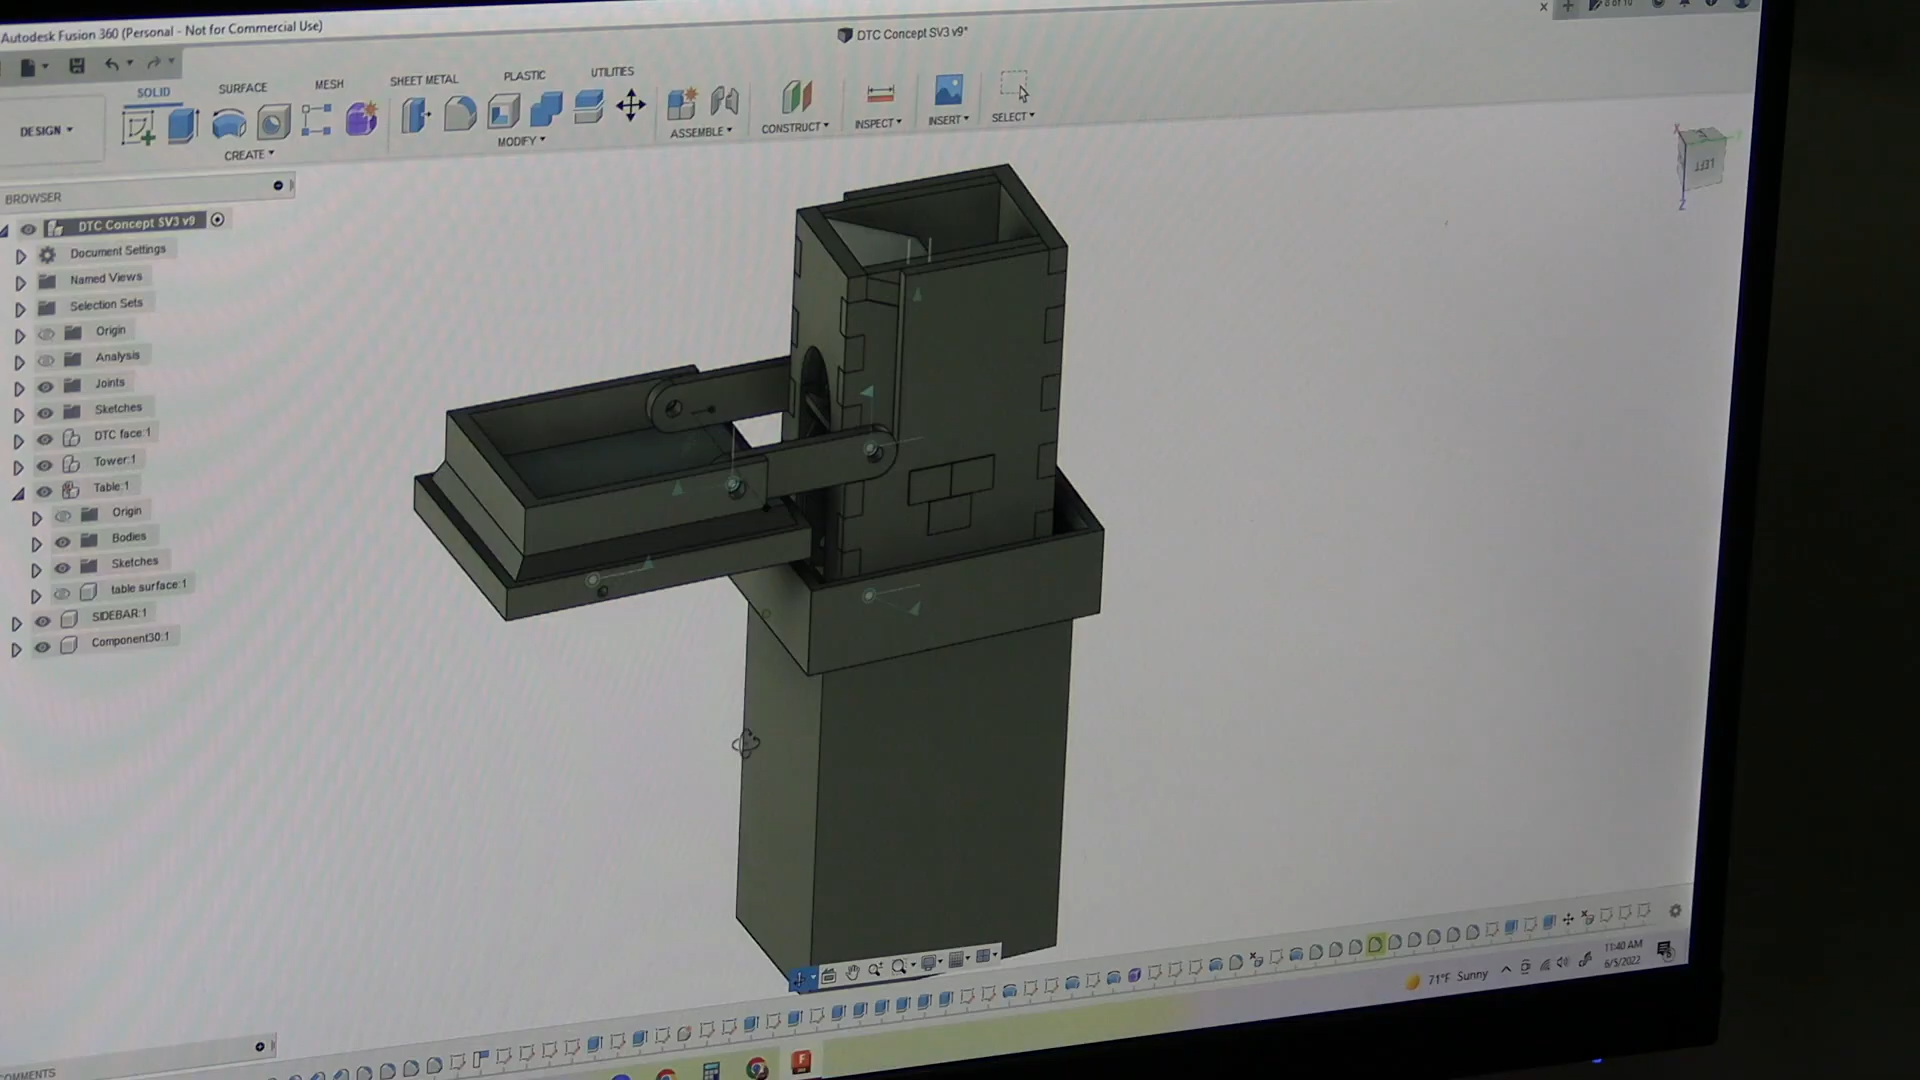 Autodesk Fusion 360 (Personal - Not for Commercial Use)
DTC Concept SV3 v9*
SOLID
SURFACE
MESH
SHEET METAL
PLASTIC
UTILITIES
DESIGN
CREATE
MODIFY
ASSEMBLE
CONSTRUCT
INSPECT
INSERT
SELECT
LEFT
X
Z
BROWSER
DTC Concept SV3 v9
Document Settings
Named Views
Selection Sets
Origin
Analysis
Joints
Sketches
DTC face:1
Tower:1
Table:1
Origin
Bodies
Sketches
table surface:1
SIDEBAR:1
Component30:1
COMMENTS
71°F Sunny
11:40 AM
6/5/2022